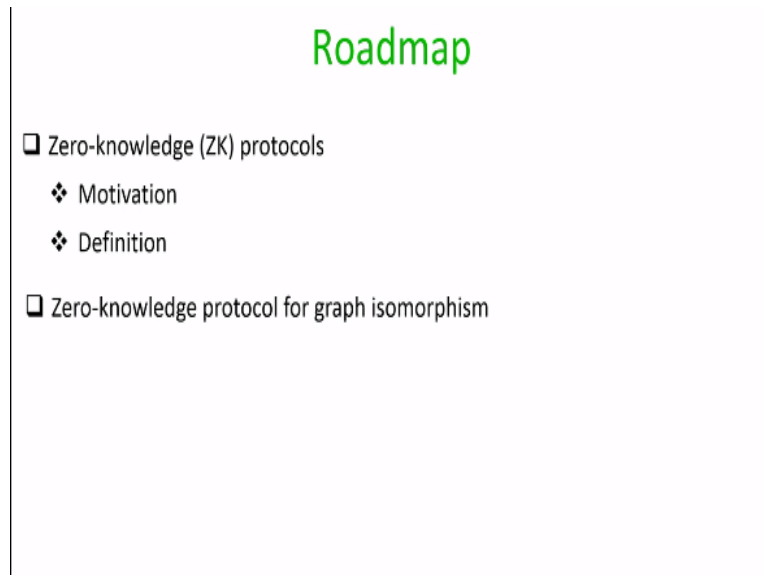 Roadmap
❑ Zero-knowledge (ZK) protocols
❖ Motivation
❖ Definition
❑ Zero-knowledge protocol for graph isomorphism